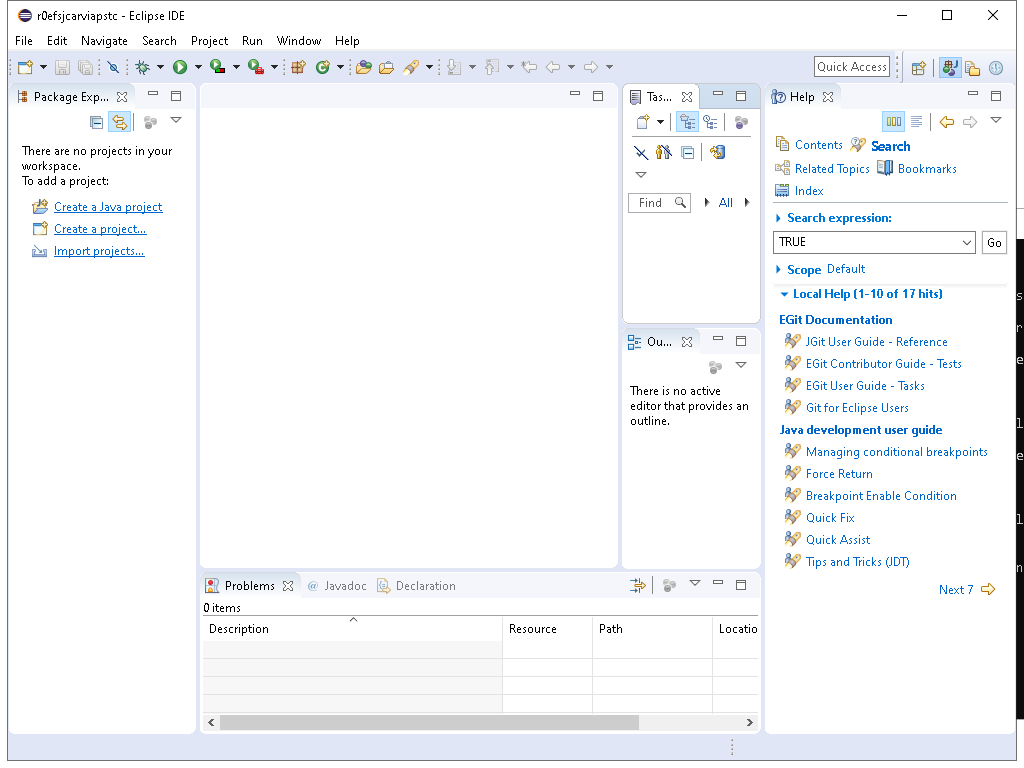 r0efsjcarviapstc - Eclipse IDE
File Edit Navigate Search Project Run Window Help
Quick Access
Package Exp...
There are no projects in your
workspace.
To add a project:
Create a Java project
Create a project...
Import projects...
Tas...
Find
All
Ou...
There is no active
editor that provides an
outline.
Help
Contents
Search
Related Topics
Bookmarks
Index
Search expression:
TRUE
Go
Scope Default
Local Help (1-10 of 17 hits)
EGit Documentation
JGit User Guide - Reference
EGit Contributor Guide - Tests
EGit User Guide - Tasks
Git for Eclipse Users
Java development user guide
Managing conditional breakpoints
Force Return
Breakpoint Enable Condition
Quick Fix
Quick Assist
Tips and Tricks (JDT)
Next 7
Problems
@ Javadoc
Declaration
0 items
Description Resource Path Locatio